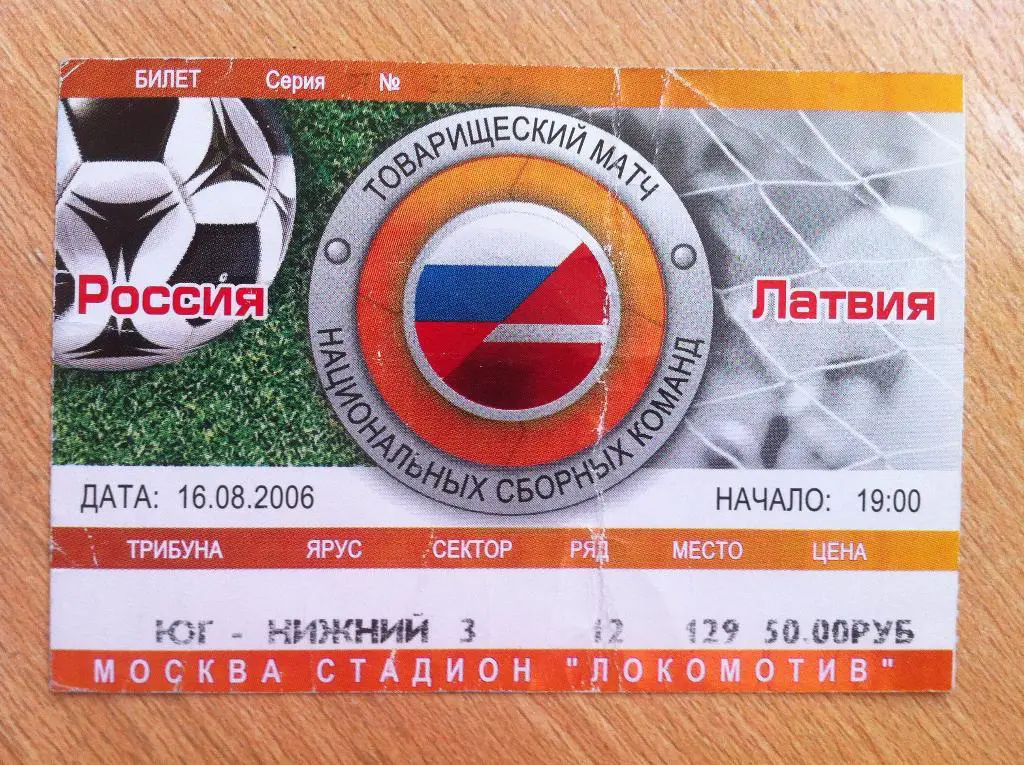 БИЛЕТ Серия №
ТОВАРИЩЕСКИЙ МАТЧ
НАЦИОНАЛЬНЫХ СБОРНЫХ КОМАНД
Россия
Латвия
ДАТА: 16.08.2006
НАЧАЛО: 19:00
ТРИБУНА ЯРУС СЕКТОР РЯД МЕСТО ЦЕНА
ЮГ - НИЖНИЙ 3 12 129 50.00РУБ
МОСКВА СТАДИОН "ЛОКОМОТИВ"